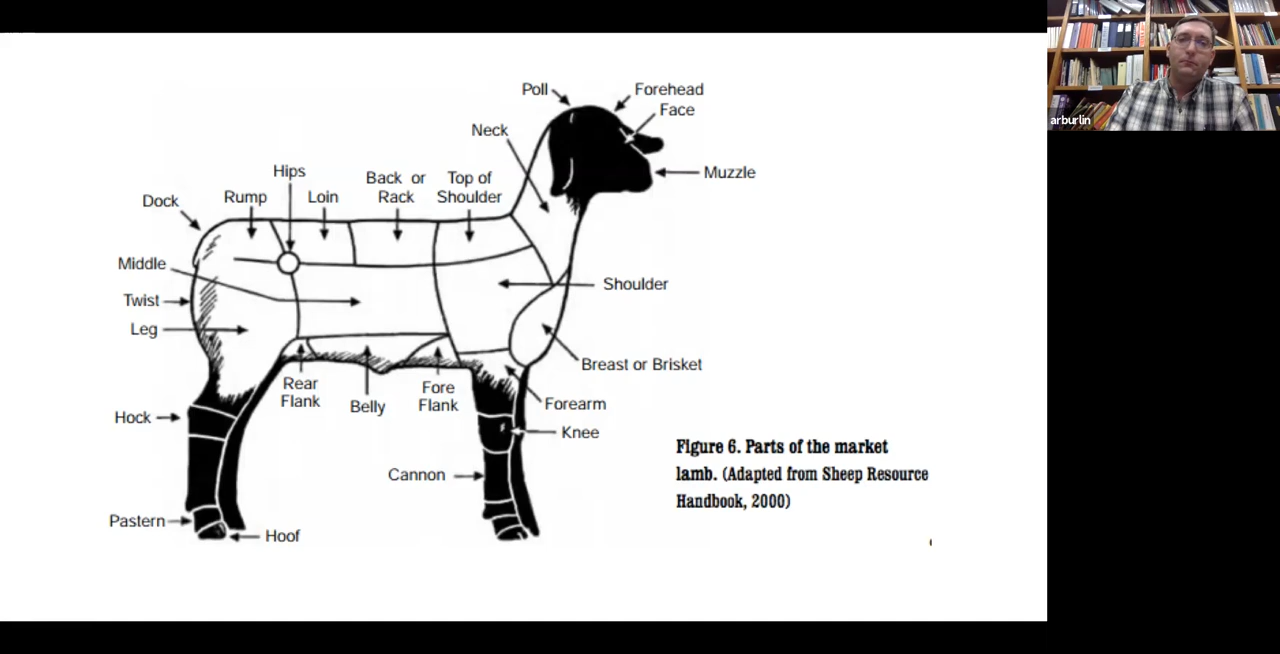 arburlin
Poll
Forehead
Face
Neck
Muzzle
Hips
Back or
Rack
Top of
Shoulder
Dock
Rump
Loin
Middle
Shoulder
Twist
Leg
Breast or Brisket
Rear
Flank
Belly
Fore
Flank
Forearm
Hock
Knee
Cannon
Pastern
Hoof
Figure 6. Parts of the market
lamb. (Adapted from Sheep Resource
Handbook, 2000)